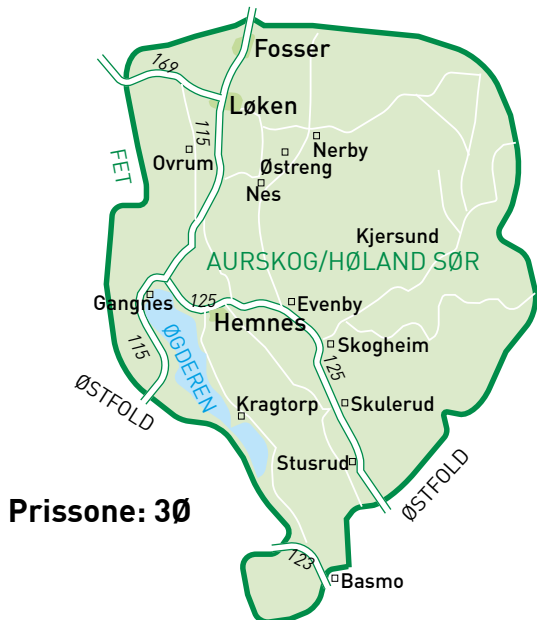 Fosser
169
Løken
115
FET
Nerby
Ovrum
Østreng
Nes
Kjersund
AURSKOG/HØLAND SØR
Gangnes
125
Evenby
Hemnes
115
ØGDEREN
Skogheim
125
ØSTFOLD
Kragtorp
Skulerud
Stusrud
ØSTFOLD
Prissone: 3Ø
123
Basmo